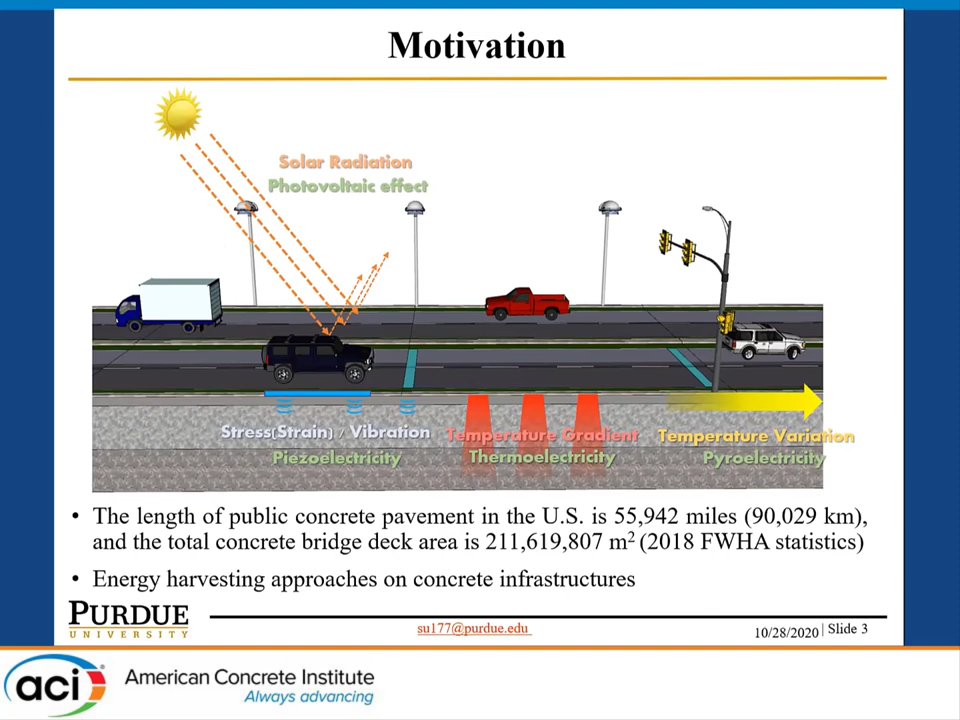 Motivation
Solar Radiation
Photovoltaic effect
Stress(Strain) / Vibration
Piezoelectricity
Temperature Gradient
Thermoelectricity
Temperature Variation
Pyroelectricity
• The length of public concrete pavement in the U.S. is 55,942 miles (90,029 km),
and the total concrete bridge deck area is 211,619,807 m² (2018 FWHA statistics)
• Energy harvesting approaches on concrete infrastructures
PURDUE
UNIVERSITY
su177@purdue.edu
10/28/2020 | Slide 3
aci
American Concrete Institute
Always advancing